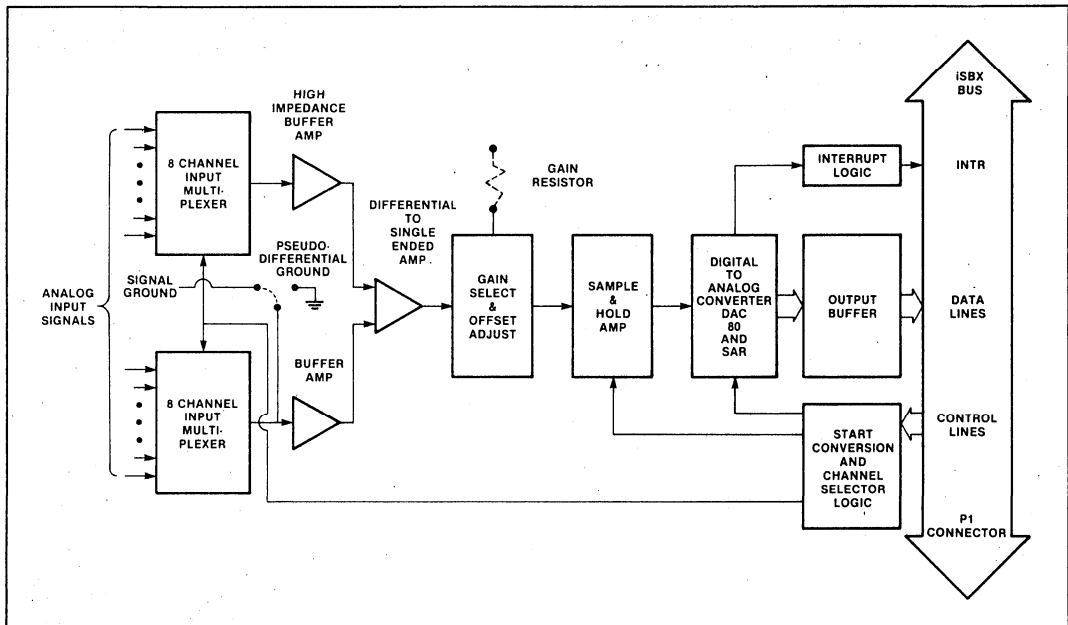 HIGH
IMPEDANCE
BUFFER
AMP
8 CHANNEL
INPUT
MULTI-
PLEXER
ANALOG
INPUT
SIGNALS
SIGNAL
GROUND
PSEUDO-
DIFFERENTIAL
GROUND
8 CHANNEL
INPUT
MULTI-
PLEXER
BUFFER
AMP
DIFFERENTIAL
TO
SINGLE
ENDED AMP.
GAIN
RESISTOR
GAIN
SELECT
&
OFFSET
ADJUST
SAMPLE
&
HOLD
AMP
DIGITAL
TO
ANALOG
CONVERTER
DAC
80
AND
SAR
INTERRUPT
LOGIC
OUTPUT
BUFFER
START
CONVERSION
AND
CHANNEL
SELECTOR
LOGIC
iSBX
BUS
INTR
DATA
LINES
CONTROL
LINES
P1
CONNECTOR